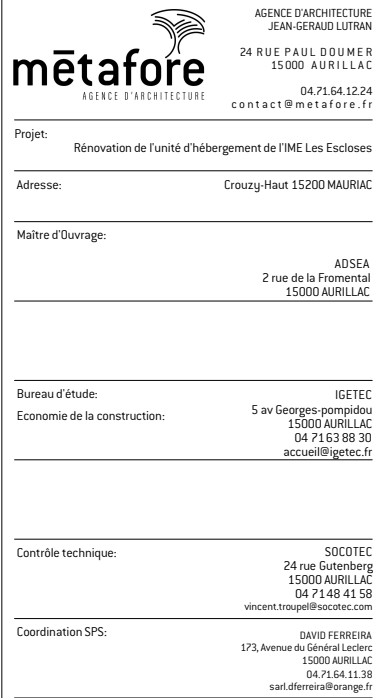 AGENCE D'ARCHITECTURE
JEAN-GERAUD LUTRAN
24 RUE PAUL DOUMER
15000 AURILLAC
04.71.64.12.24
contact@metafore.fr
mētafore
AGENCE D'ARCHITECTURE
Projet:
Rénovation de l'unité d'hébergement de l'IME Les Escloses
Adresse:
Crouzy-Haut 15200 MAURIAC
Maître d'Ouvrage:
ADSEA
2 rue de la Fromental
15000 AURILLAC
Bureau d'étude:
Economie de la construction:
IGETEC
5 av Georges-pompidou
15000 AURILLAC
04 71 63 88 30
accueil@igetec.fr
Contrôle technique:
SOCOTEC
24 rue Gutenberg
15000 AURILLAC
04 71 48 41 58
vincent.troupel@socotec.com
Coordination SPS:
DAVID FERREIRA
173, Avenue du Général Leclerc
15000 AURILLAC
04.71.64.11.38
sarl.dferreira@orange.fr